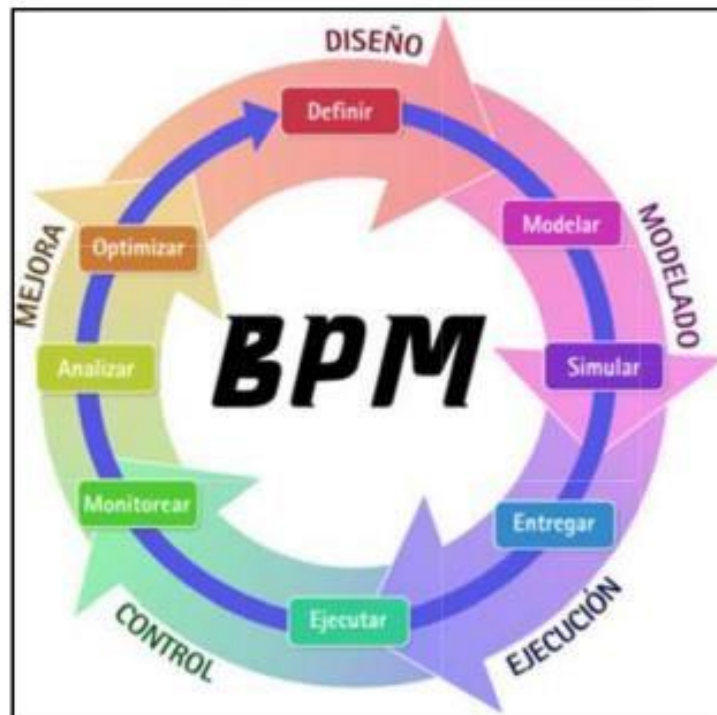 DISEÑO
Definir
Modelar
MODELADO
Simular
Entregar
EJECUCIÓN
Ejecutar
CONTROL
Monitorear
Analizar
MEJORA
Optimizar
BPM